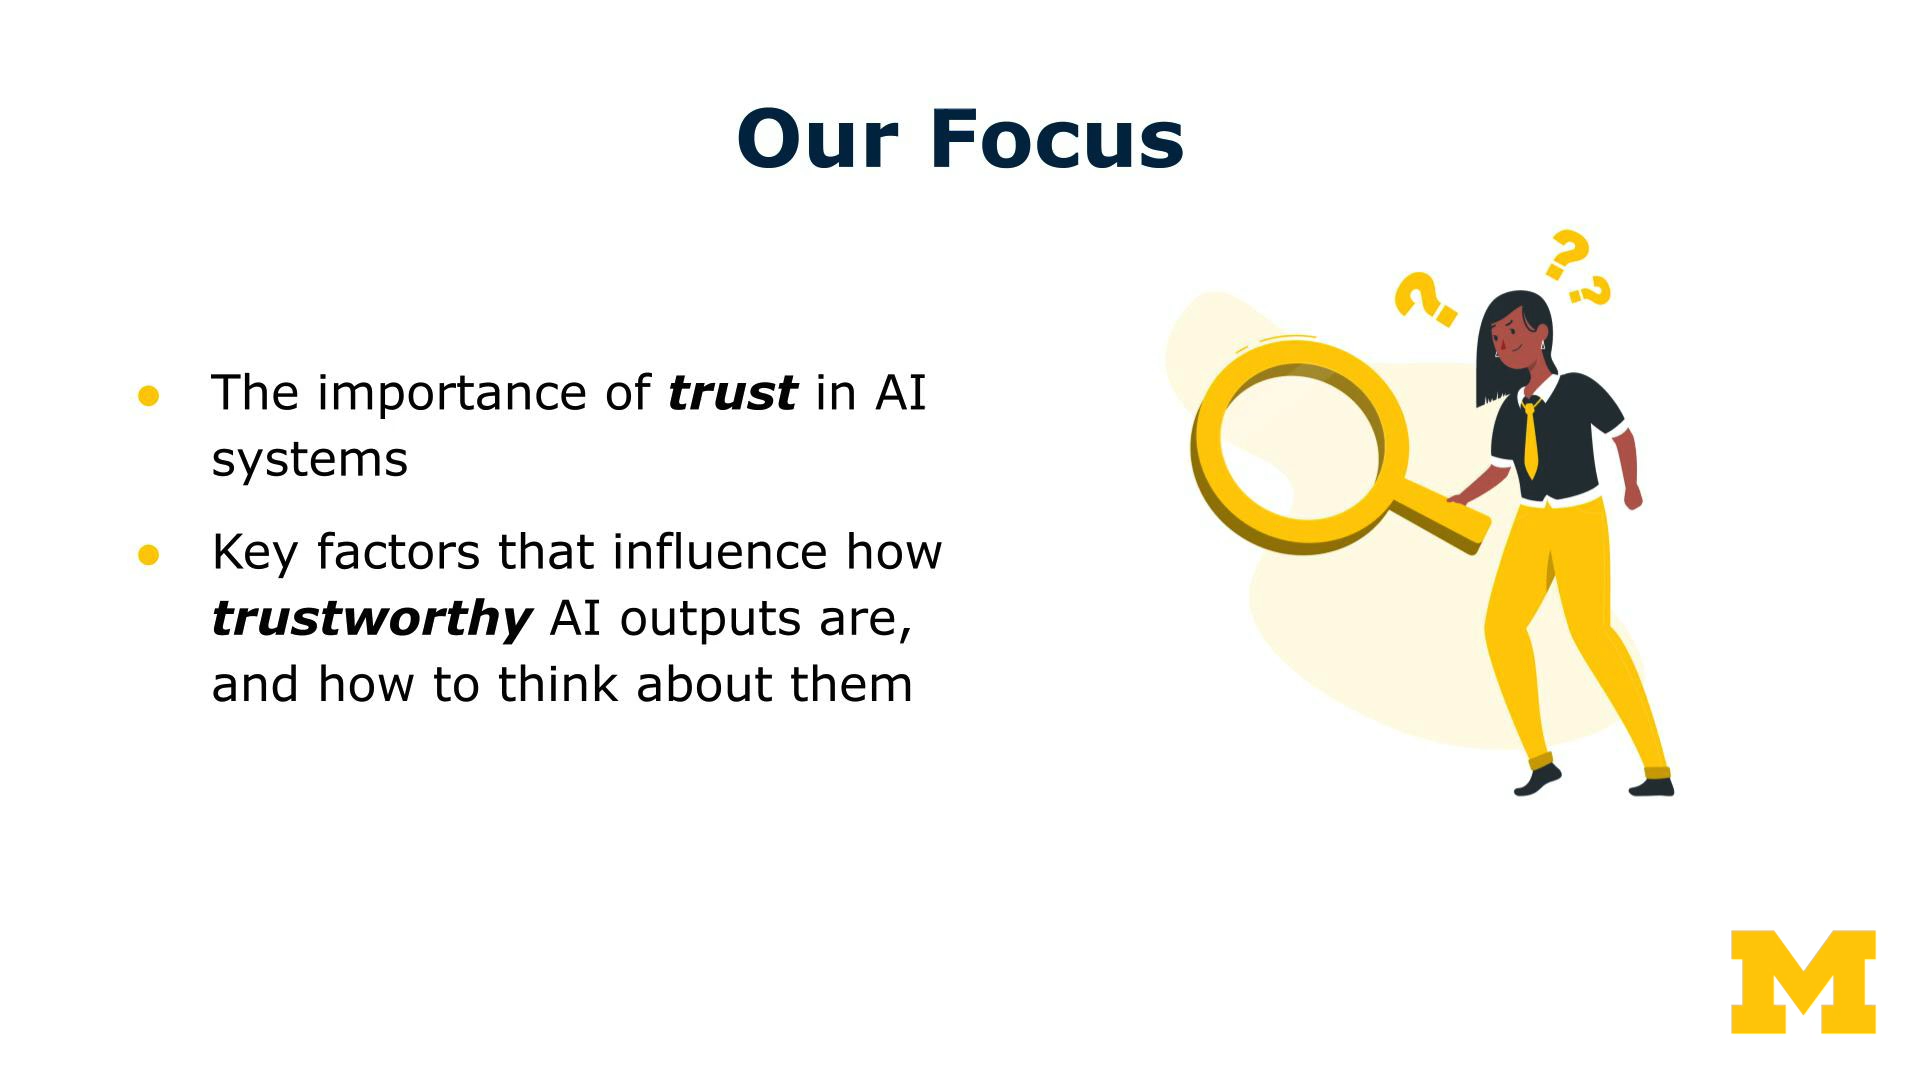 Our Focus
? ? ?
● The importance of trust in AI
systems
● Key factors that influence how
trustworthy AI outputs are,
and how to think about them
M